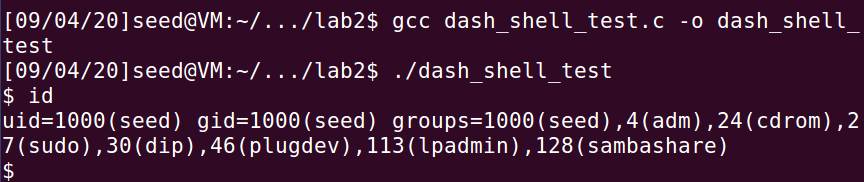 [09/04/20]seed@VM:~/.../lab2$ gcc dash_shell_test.c -o dash_shell_
test
[09/04/20]seed@VM:~/.../lab2$ ./dash_shell_test
$ id
uid=1000(seed) gid=1000(seed) groups=1000(seed),4(adm),24(cdrom),2
7(sudo),30(dip),46(plugdev),113(lpadmin),128(sambashare)
$